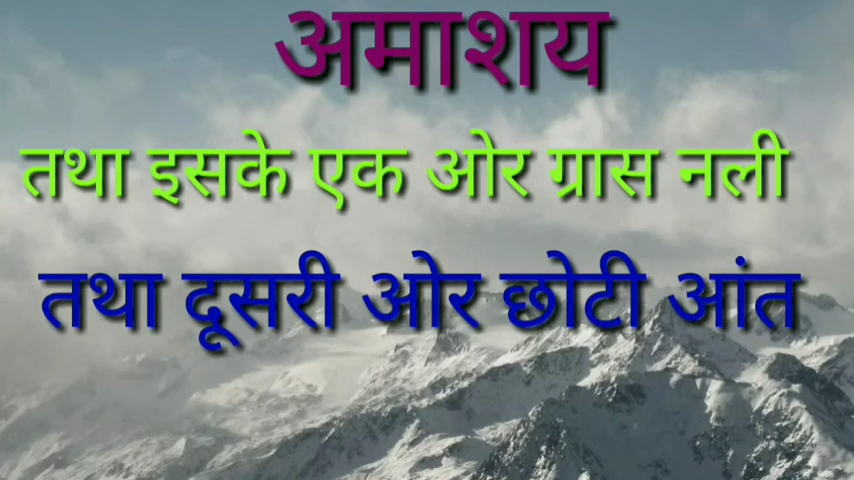 अमाशय
तथा इसके एक ओर ग्रास नली
तथा दूसरी ओर छोटी आंत